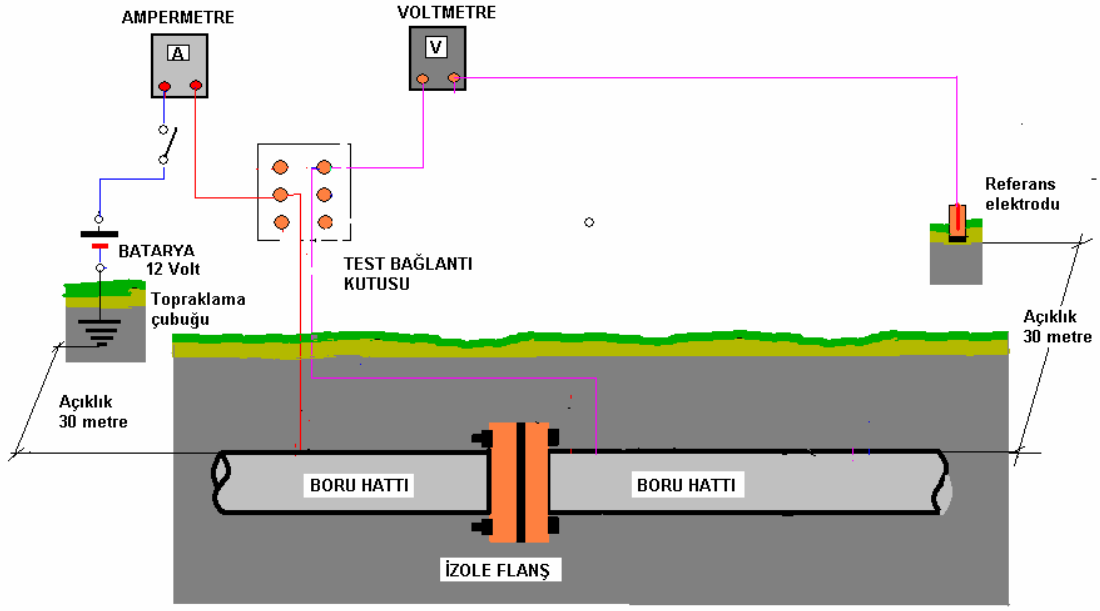 AMPERMETRE
VOLTMETRE
A
V
Referans
elektrodu
BATARYA
12 Volt
TEST BAĞLANTI
KUTUSU
Topraklama
çubuğu
Açıklık
30 metre
Açıklık
30 metre
BORU HATTI
BORU HATTI
İZOLE FLANŞ